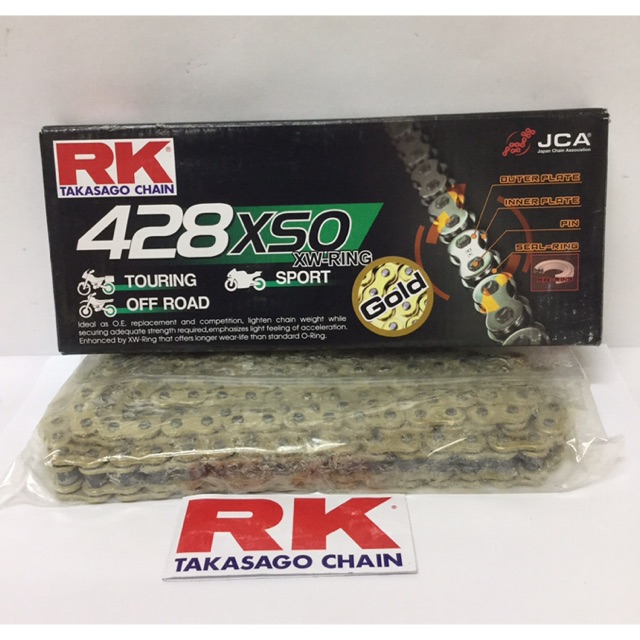 RK
TAKASAGO CHAIN
JCA®
Japan Chain Association
OUTER PLATE
INNER PLATE
PIN
SEAL-RING
428XSO
XW-RING
TOURING
SPORT
OFF ROAD
Gold
Ideal as O.E. replacement and competition, lighten chain weight while
securing adequate strength required,emphasizes light feeling of acceleration.
Enhanced by XW-Ring that offers longer wear-life than standard O-Ring.
RK
TAKASAGO CHAIN